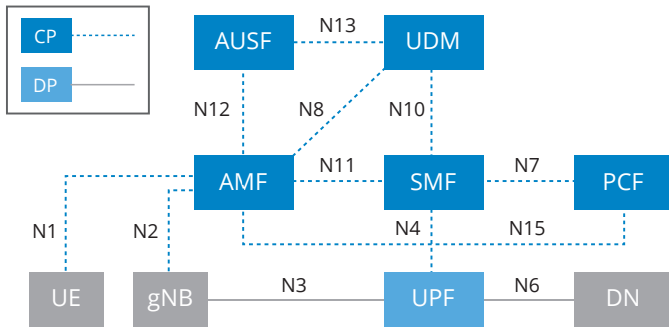 CP
DP
AUSF
N13
UDM
N12
N8
N10
AMF
N11
SMF
N7
PCF
N1
N2
N4
N15
UE
gNB
N3
UPF
N6
DN